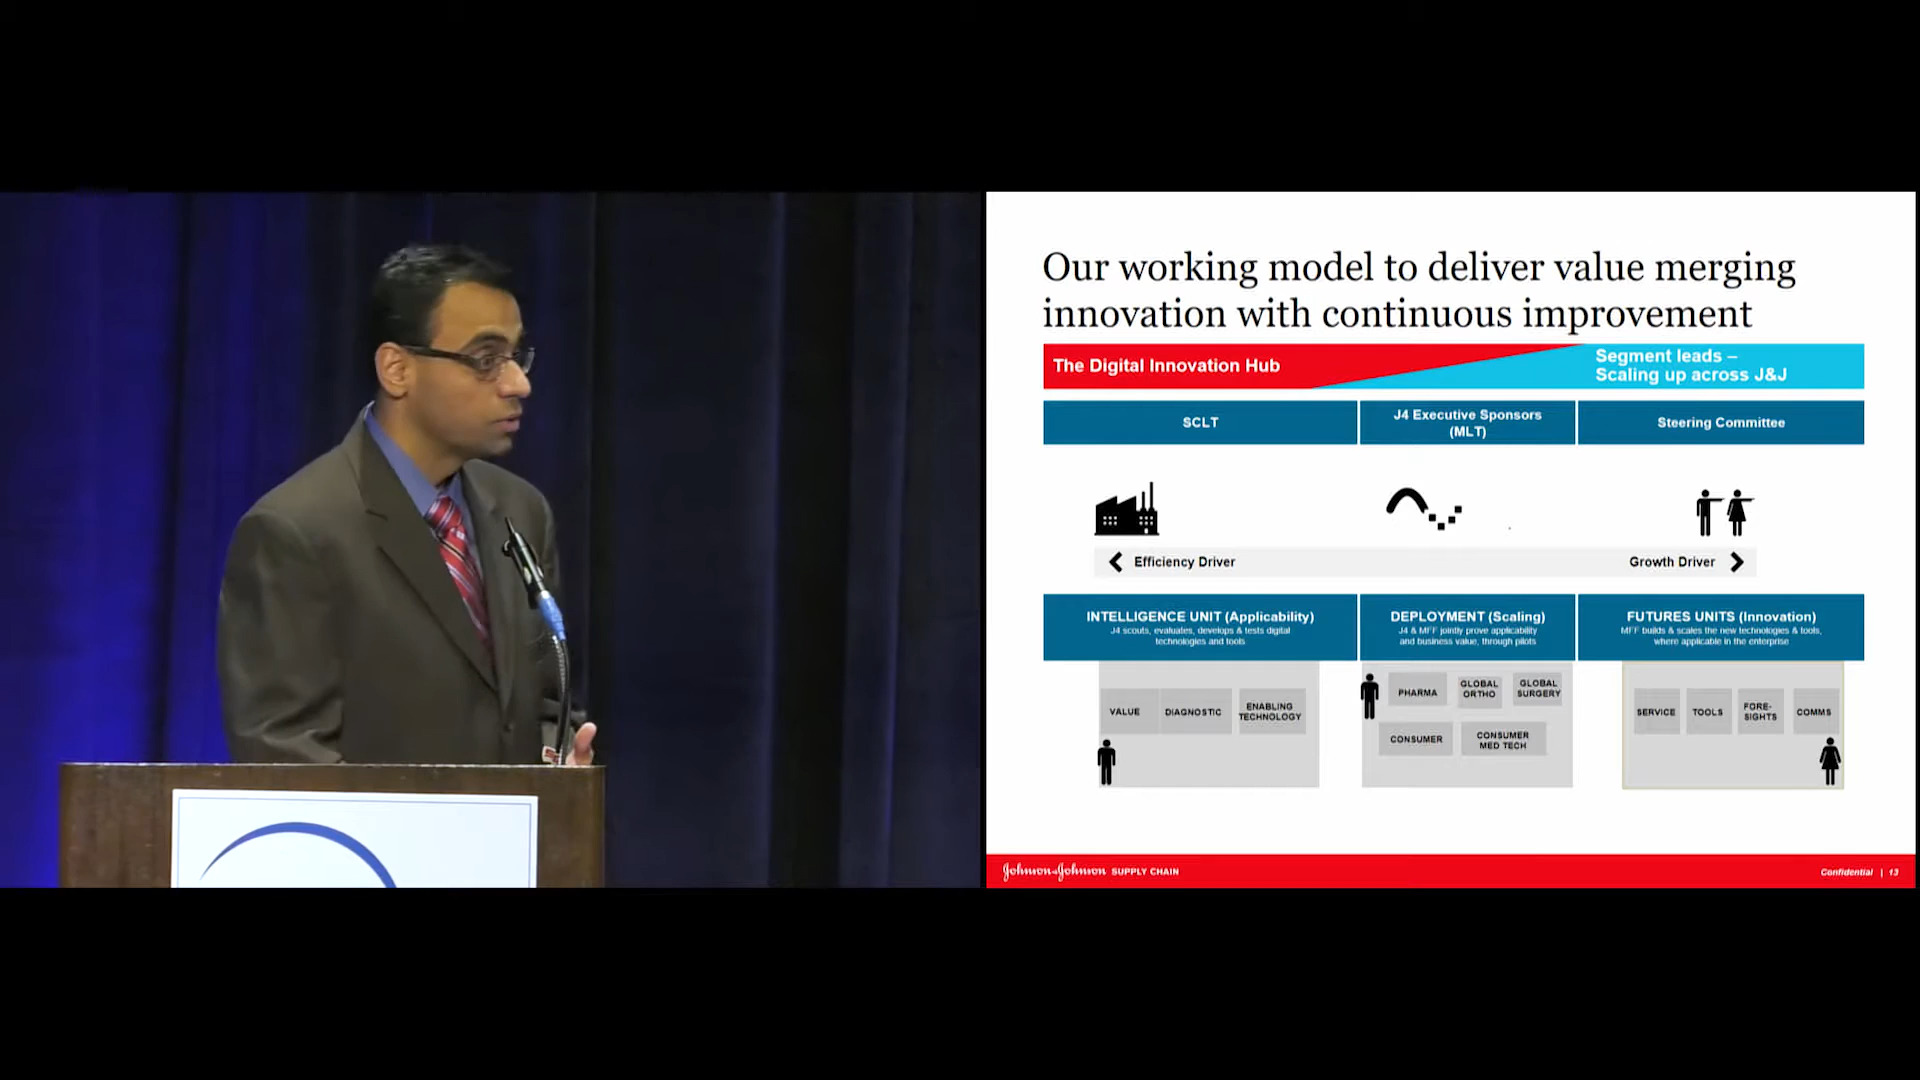 Our working model to deliver value merging
innovation with continuous improvement
The Digital Innovation Hub
Segment leads –
Scaling up across J&J
SCLT
J4 Executive Sponsors
(MLT)
Steering Committee
Efficiency Driver
Growth Driver
INTELLIGENCE UNIT (Applicability)
J4 scouts, evaluates, develops & tests digital
technologies and tools
DEPLOYMENT (Scaling)
J4 & MFF jointly prove applicability
and business value, through pilots
FUTURES UNITS (Innovation)
MFF builds & scales the new technologies & tools,
where applicable in the enterprise
VALUE
DIAGNOSTIC
ENABLING
TECHNOLOGY
PHARMA
GLOBAL
ORTHO
GLOBAL
SURGERY
CONSUMER
CONSUMER
MED TECH
SERVICE
TOOLS
FORE-
SIGHTS
COMMS
Johnson & Johnson SUPPLY CHAIN
Confidential | 13